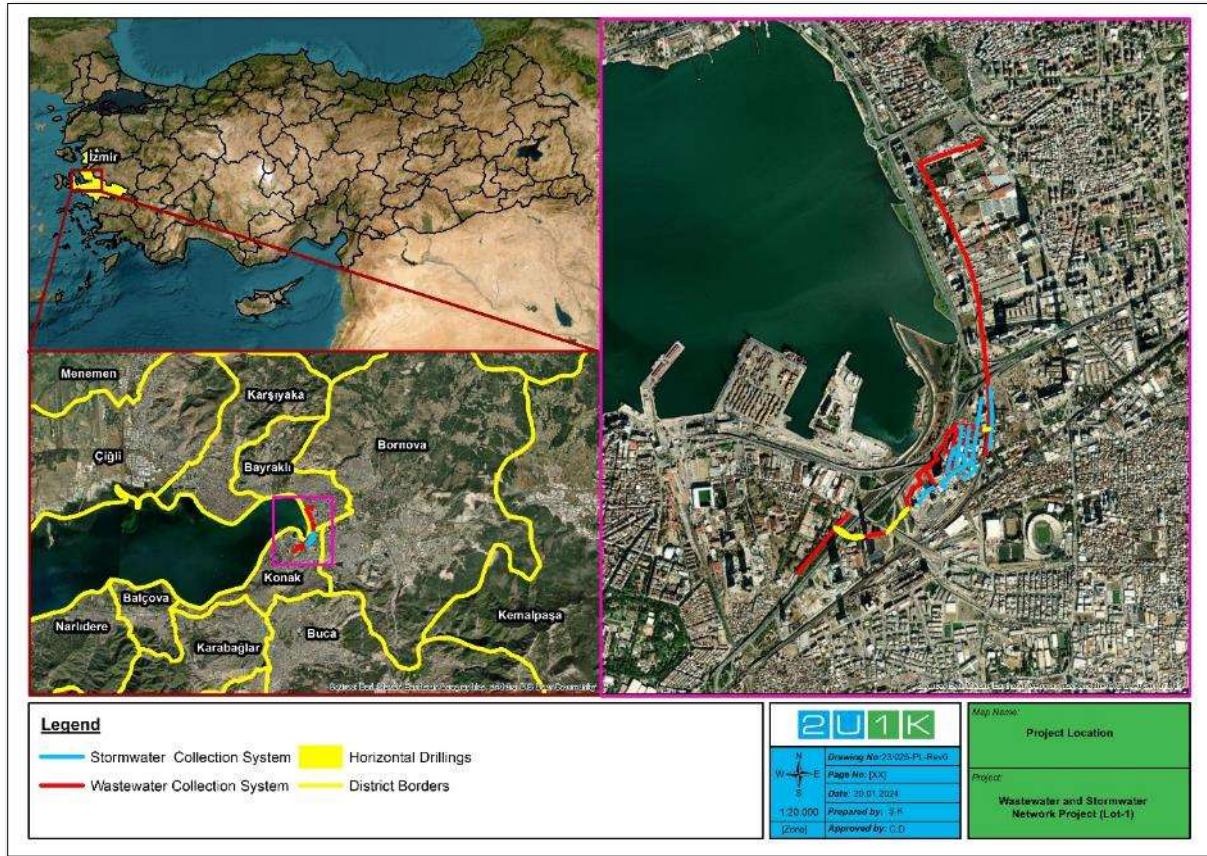 İzmir
Menemen
Karşıyaka
Bornova
Çiğli
Bayraklı
Konak
Balçova
Narlıdere
Karabağlar
Buca
Kemalpaşa
Legend
Stormwater Collection System
Horizontal Drillings
Wastewater Collection System
District Borders
2U1K
N
W E
S
1:20.000
[Zone]
Drawing No:23/025-PL-Rev0
Page No: [XX]
Date: 30.01.2024
Prepared by: S.K
Approved by: C.D
Map Name:
Project Location
Project:
Wastewater and Stormwater
Network Project (Lot-1)